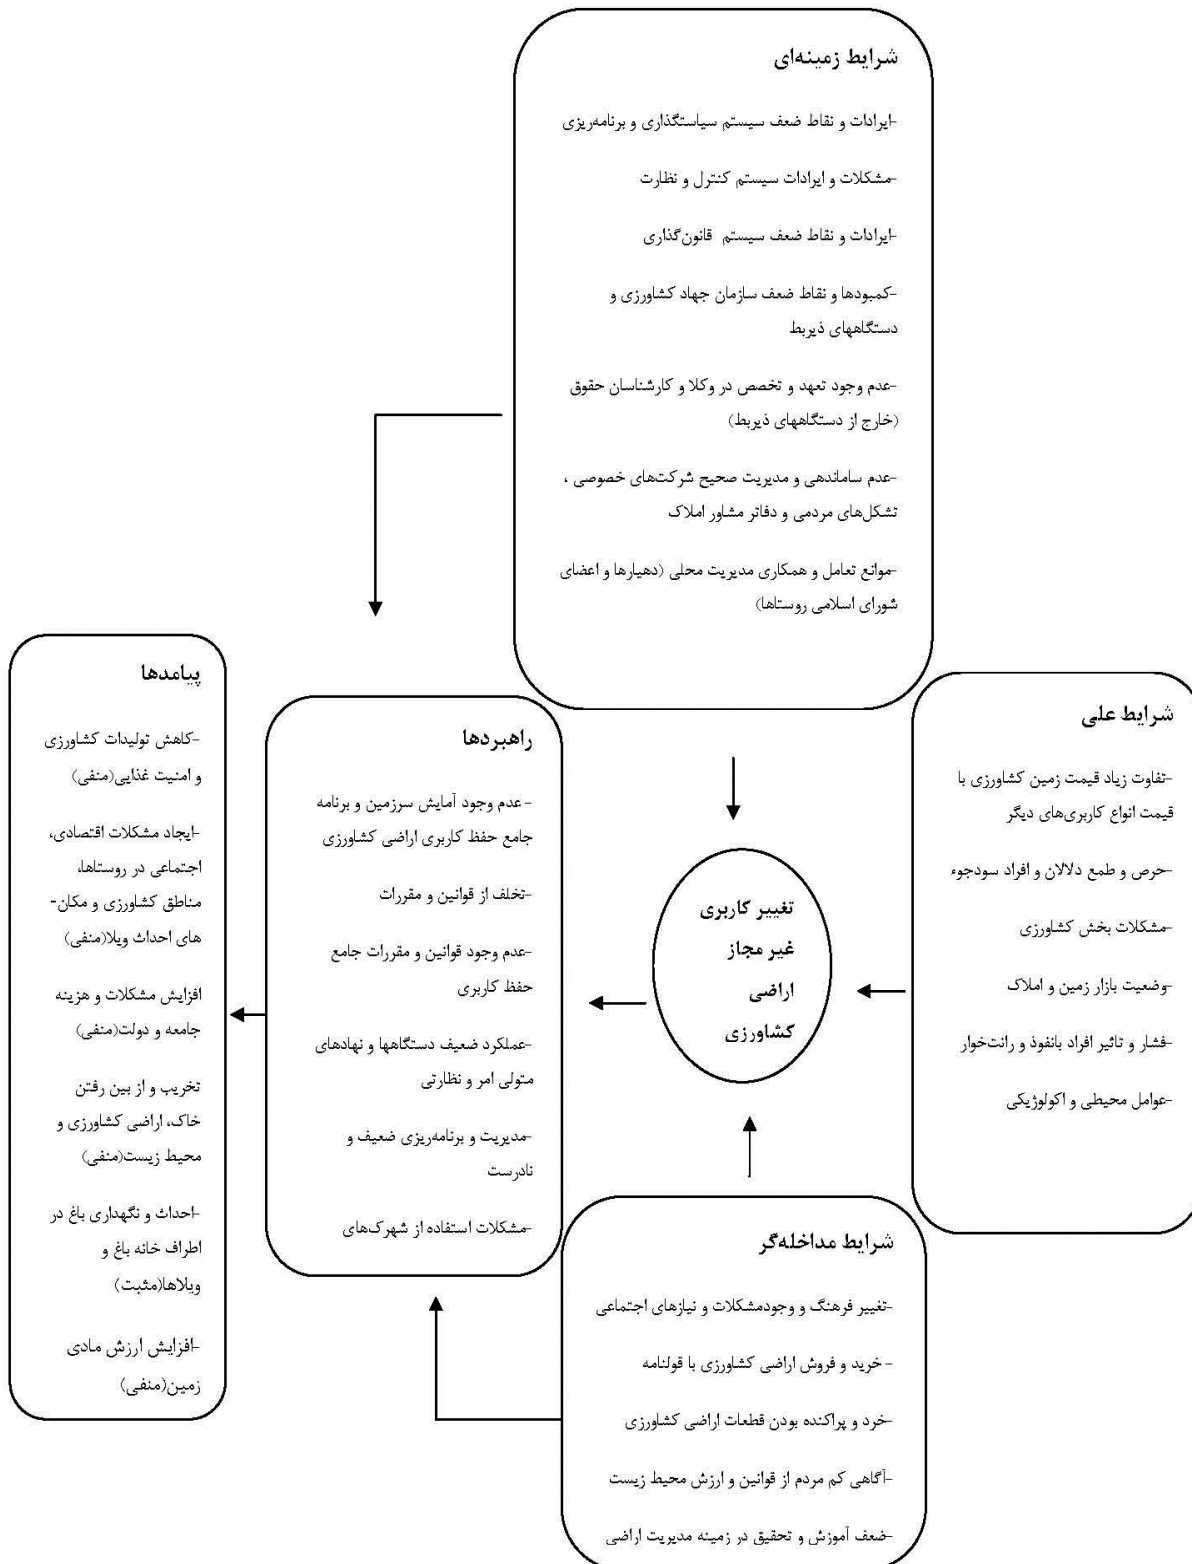 شرایط زمینه‌ای
-ایرادات و نقاط ضعف سیستم سیاستگذاری و برنامه‌ریزی
-مشکلات و ایرادات سیستم کنترل و نظارت
-ایرادات و نقاط ضعف سیستم قانون‌گذاری
-کمبودها و نقاط ضعف سازمان جهاد کشاورزی و
دستگاههای ذیربط
-عدم وجود تعهد و تخصص در وکلا و کارشناسان حقوق
(خارج از دستگاههای ذیربط)
-عدم ساماندهی و مدیریت صحیح شرکت‌های خصوصی ،
تشکل‌های مردمی و دفاتر مشاور املاک
-موانع تعامل و همکاری مدیریت محلی (دهیارها و اعضای
شورای اسلامی روستاها)
شرایط علی
-تفاوت زیاد قیمت زمین کشاورزی با
قیمت انواع کاربری‌های دیگر
-حرص و طمع دلالان و افراد سودجوء
-مشکلات بخش کشاورزی
-وضعیت بازار زمین و املاک
-فشار و تاثیر افراد بانفوذ و رانت‌خوار
-عوامل محیطی و اکولوژیکی
تغییر کاربری
غیر مجاز
اراضی
کشاورزی
شرایط مداخله‌گر
-تغییر فرهنگ و وجودمشکلات و نیازهای اجتماعی
- خرید و فروش اراضی کشاورزی با قولنامه
-خرد و پراکنده بودن قطعات اراضی کشاورزی
-آگاهی کم مردم از قوانین و ارزش محیط زیست
-ضعف آموزش و تحقیق در زمینه مدیریت اراضی
راهبردها
- عدم وجود آمایش سرزمین و برنامه
جامع حفظ کاربری اراضی کشاورزی
-تخلف از قوانین و مقررات
-عدم وجود قوانین و مقررات جامع
حفظ کاربری
-عملکرد ضعیف دستگاهها و نهادهای
متولی امر و نظارتی
-مدیریت و برنامه‌ریزی ضعیف و
نادرست
-مشکلات استفاده از شهرک‌های
پیامدها
-کاهش تولیدات کشاورزی
و امنیت غذایی(منفی)
-ایجاد مشکلات اقتصادی،
اجتماعی در روستاها،
مناطق کشاورزی و مکان-
های احداث ویلا(منفی)
افزایش مشکلات و هزینه
جامعه و دولت(منفی)
تخریب و از بین رفتن
خاک، اراضی کشاورزی و
محیط زیست(منفی)
-احداث و نگهداری باغ در
اطراف خانه باغ و
ویلاها(مثبت)
-افزایش ارزش مادی
زمین(منفی)